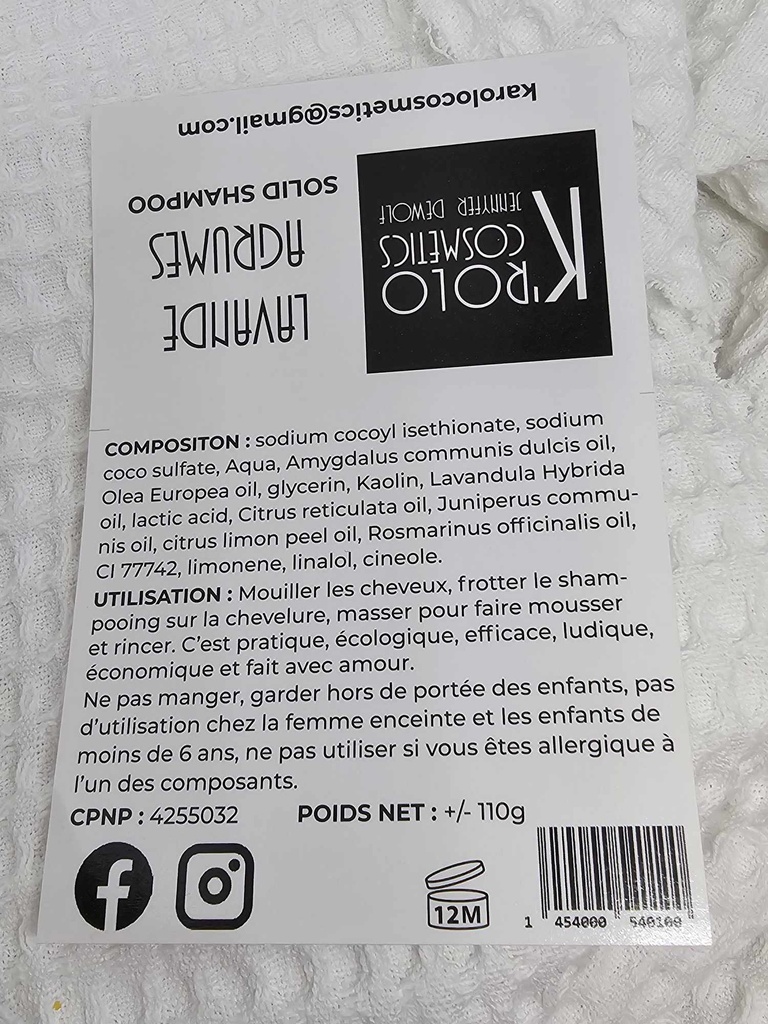 karolocosmetics@gmail.com
K'ROLO
COSMETICS
JENNYFER DEWOLF
LAVANDE
AGRUMES
SOLID SHAMPOO
COMPOSITON : sodium cocoyl isethionate, sodium
coco sulfate, Aqua, Amygdalus communis dulcis oil,
Olea Europea oil, glycerin, Kaolin, Lavandula Hybrida
oil, lactic acid, Citrus reticulata oil, Juniperus commu-
nis oil, citrus limon peel oil, Rosmarinus officinalis oil,
CI 77742, limonene, linalol, cineole.
UTILISATION : Mouiller les cheveux, frotter le sham-
pooing sur la chevelure, masser pour faire mousser
et rincer. C'est pratique, écologique, efficace, ludique,
économique et fait avec amour.
Ne pas manger, garder hors de portée des enfants, pas
d'utilisation chez la femme enceinte et les enfants de
moins de 6 ans, ne pas utiliser si vous êtes allergique à
l'un des composants.
CPNP : 4255032 POIDS NET : +/- 110g
12M
1 454000 540109